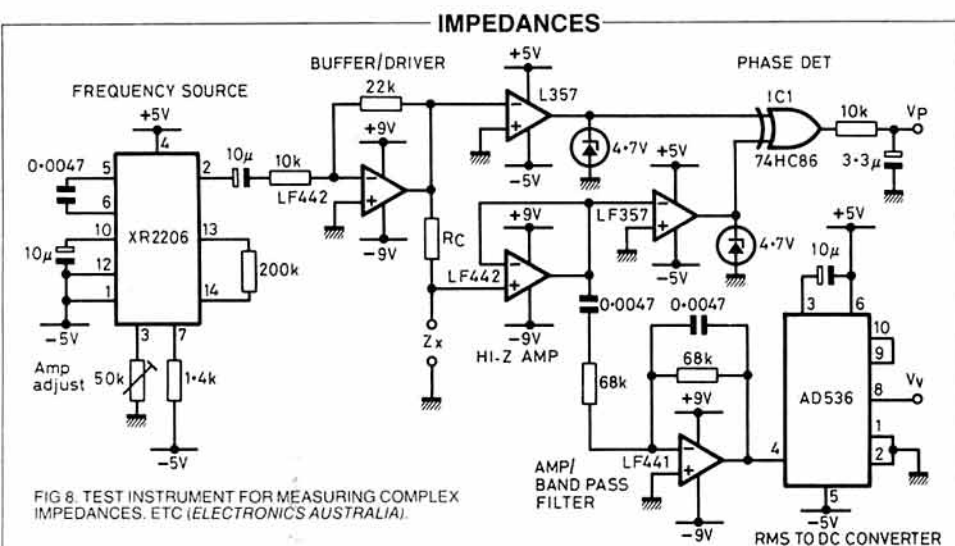 IMPEDANCES
FREQUENCY SOURCE
+5V
4
0·0047
5
6
10µ
10
12
1
XR2206
2
13
14
200k
-5V
3
7
Amp
adjust
50k
1·4k
-5V
10µ
10k
BUFFER/DRIVER
22k
LF442
+9V
-9V
RC
Zx
+5V
L357
-5V
4·7V
LF442
+9V
-9V
HI-Z AMP
LF357
+5V
-5V
4·7V
PHASE DET
IC1
74HC86
10k
VP
3·3µ
0·0047
68k
0·0047
68k
+9V
LF441
-9V
AMP/
BAND PASS
FILTER
+5V
10µ
3
6
10
9
AD536
8
VV
1
2
4
5
-5V
RMS TO DC CONVERTER
FIG 8. TEST INSTRUMENT FOR MEASURING COMPLEX
IMPEDANCES. ETC (ELECTRONICS AUSTRALIA).